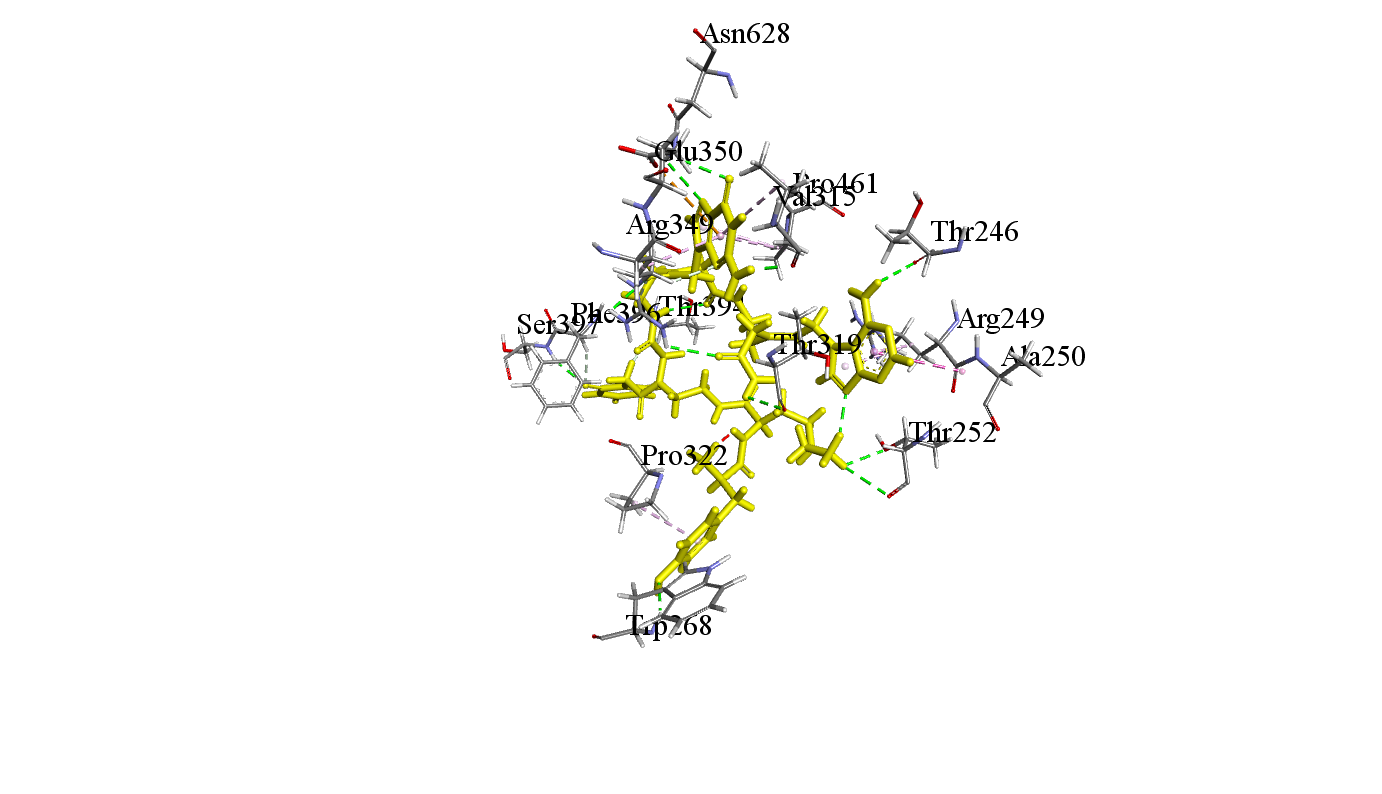 Asn628
Glu350
Pro461
Val315
Arg349
Thr246
Thr394
Phe396
Ser397
Arg249
Thr319
Ala250
Thr252
Pro322
Trp268